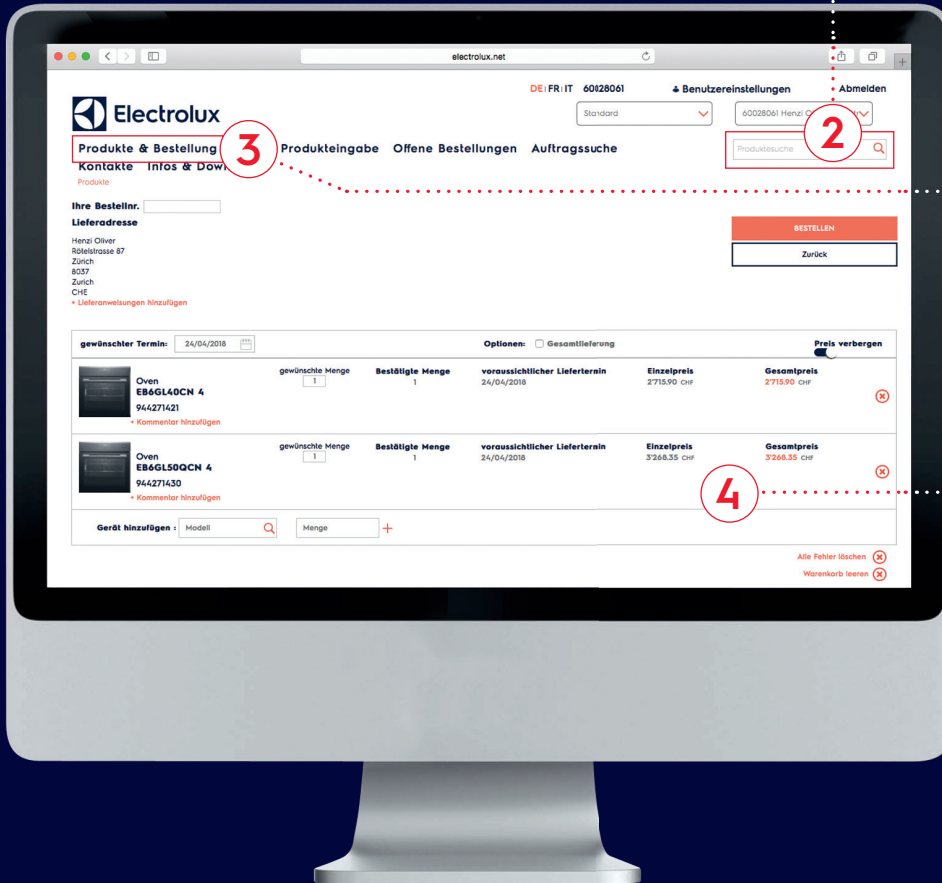 electrolux.net
DE|FR|IT 60028061 Benutzereinstellungen Abmelden
Electrolux
Standard
60028061 Henzi
2
Produkte & Bestellung
3
Produkteingabe Offene Bestellungen Auftragssuche
Produktesuche
Kontakte Infos &
Produkte
Ihre Bestellnr.
Lieferadresse
BESTELLEN
Henzi Oliver
Rötelstrasse 87
Zürich
8037
Zurich
CHE
Zurück
+ Lieferanweisungen hinzufügen
gewünschter Termin: 24/04/2018 Optionen: Gesamtlieferung Preis verbergen
gewünschte Menge Bestätigte Menge voraussichtlicher Liefertermin Einzelpreis Gesamtpreis
1 1 24/04/2018 2'715.90 CHF 2'715.90 CHF
Oven
EB6GL40CN 4
944271421
+ Kommentar hinzufügen
gewünschte Menge Bestätigte Menge voraussichtlicher Liefertermin Einzelpreis Gesamtpreis
1 1 24/04/2018 3'268.35 CHF 3'268.35 CHF
Oven
EB6GL50QCN 4
944271430
+ Kommentar hinzufügen
4
Gerät hinzufügen : Modell Menge +
Alle Fehler löschen
Warenkorb leeren